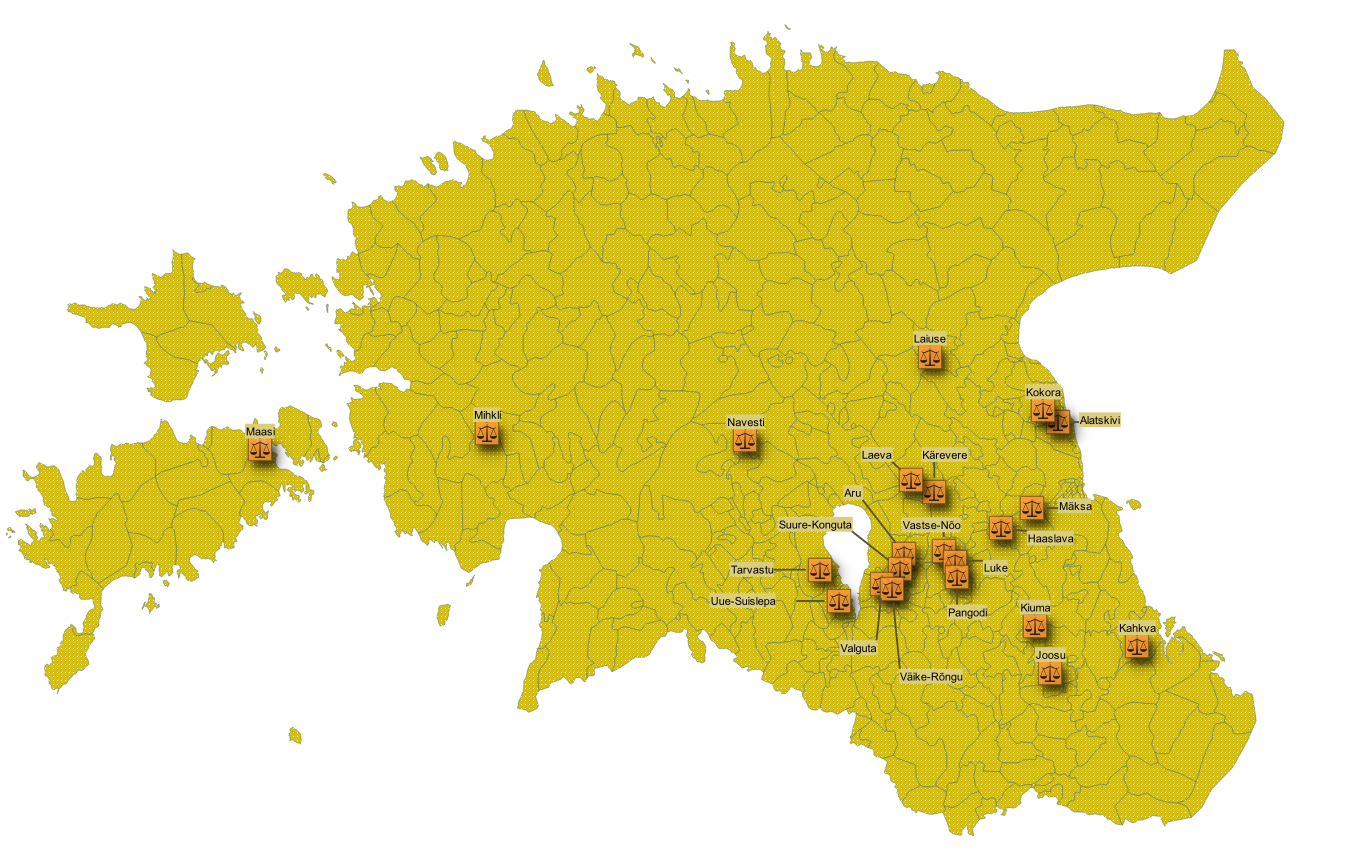 Laiuse
Kokora
Alatskivi
Mihkli
Navesti
Maasi
Laeva
Kärevere
Aru
Mäksa
Suure-Konguta
Vastse-Nõo
Haaslava
Tarvastu
Luke
Uue-Suislepa
Pangodi
Kiuma
Kahkva
Valguta
Joosu
Väike-Rõngu